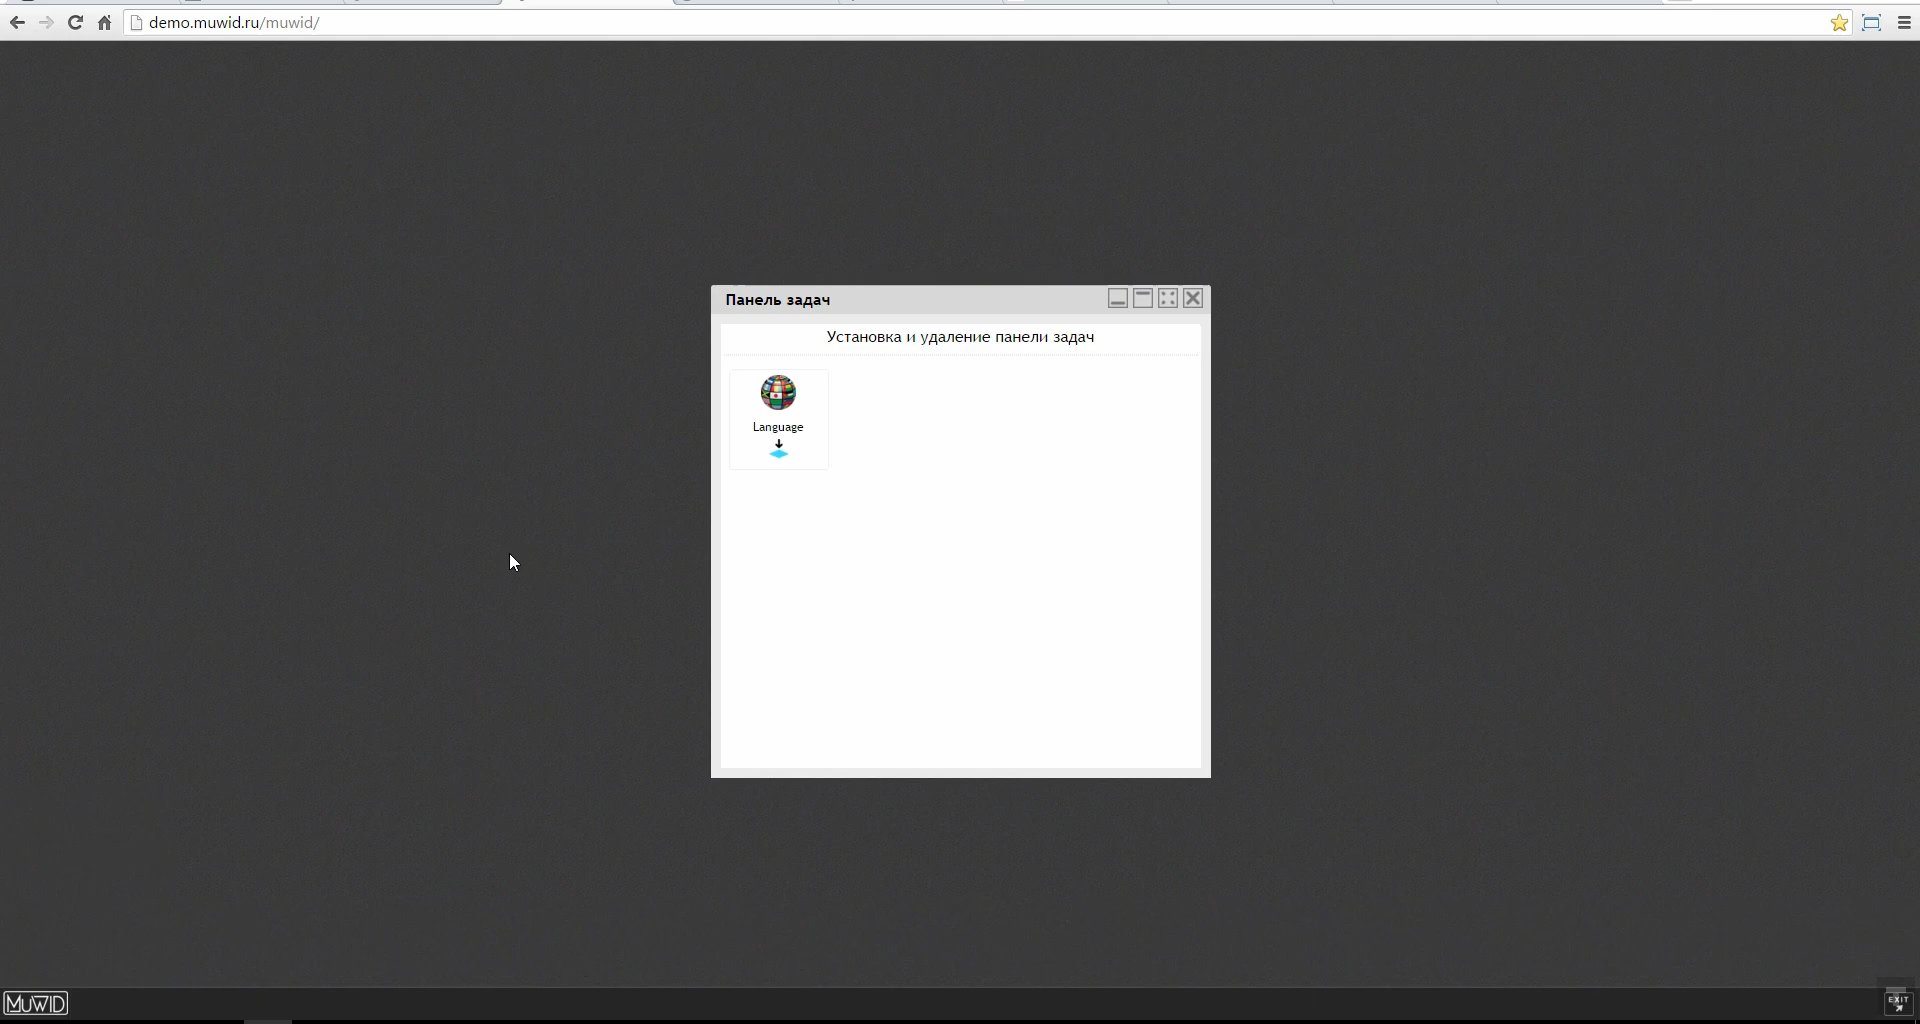 demo.muwid.ru/muwid/
Панель задач
Установка и удаление панели задач
Language
MUWID
EXIT